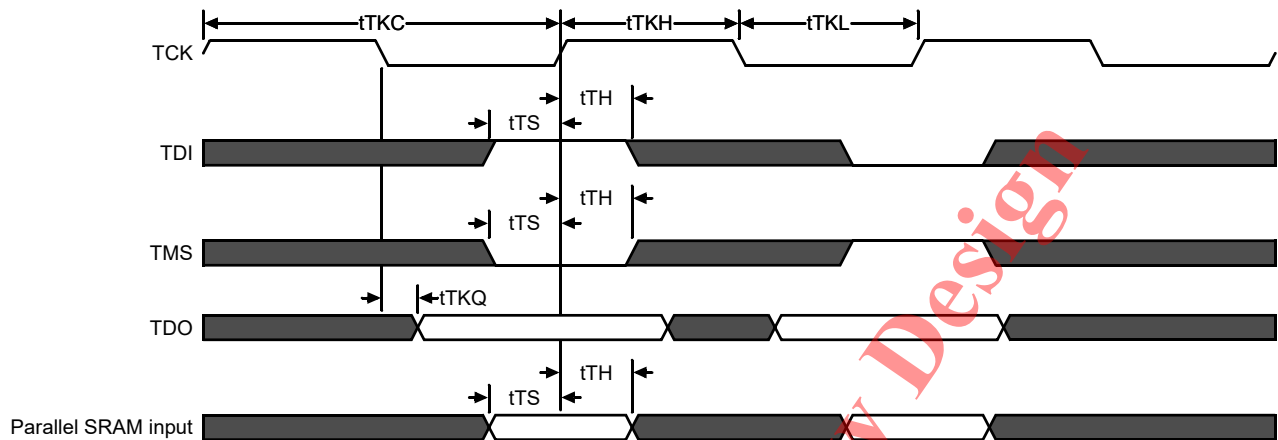 tTKC
tTKH
tTKL
TCK
tTH
tTS
TDI
tTH
tTS
TMS
tTKQ
TDO
tTH
tTS
Parallel SRAM input
Design